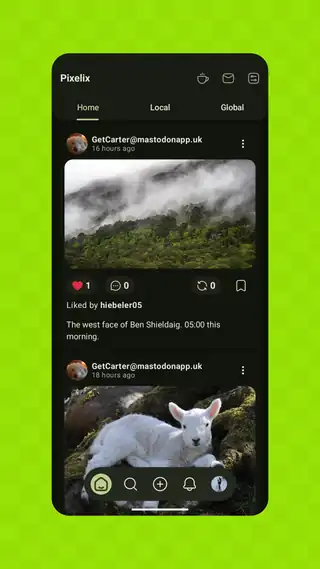 Pixelix
Home Local Global
GetCarter@mastodonapp.uk
16 hours ago
1 0 0
Liked by hiebeler05
The west face of Ben Shieldaig. 05:00 this
morning.
GetCarter@mastodonapp.uk
18 hours ago